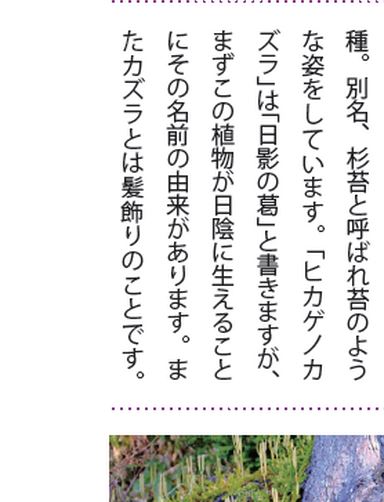 種。別名、杉苔と呼ばれ苔のよう
な姿をしています。「ヒカゲノカ
ズラ」は「日影の葛」と書きますが、
まずこの植物が日陰に生えること
にその名前の由来があります。ま
たカズラとは髪飾りのことです。